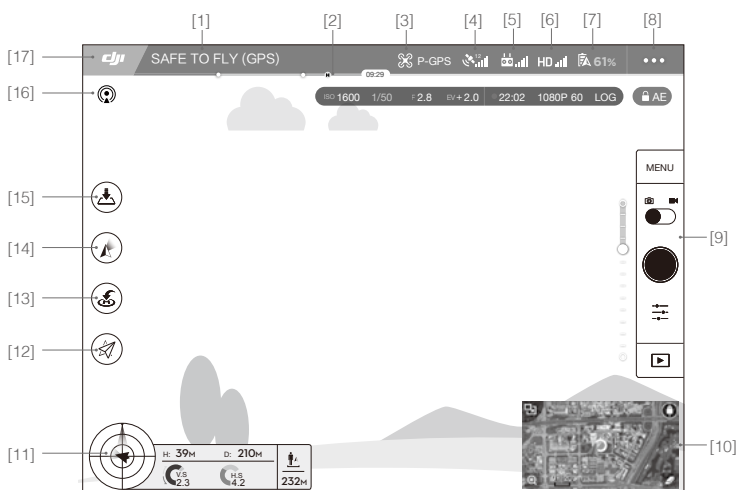 [1] [2] [3] [4] [5] [6] [7] [8]
[17] dji SAFE TO FLY (GPS) P-GPS 12 HD 61% •••
H 09:29
[16] ISO 1600 1/50 F 2.8 EV +2.0 22:02 1080P 60 LOG AE
MENU
[15]
[14]
[9]
[13]
[12]
[11] H: 39M D: 210M
[10]
V.S 2.3 H.S 4.2 232M